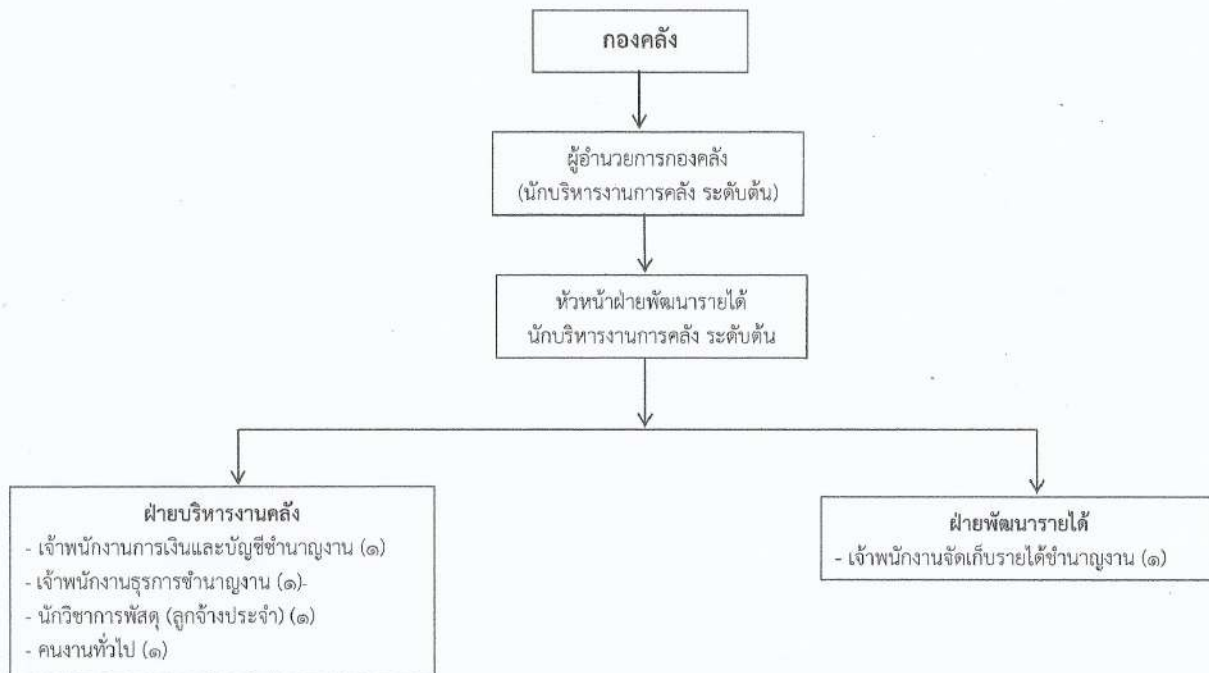 กองคลัง
ผู้อำนวยการกองคลัง
(นักบริหารงานการคลัง ระดับต้น)
หัวหน้าฝ่ายพัฒนารายได้
นักบริหารงานการคลัง ระดับต้น
ฝ่ายบริหารงานคลัง
- เจ้าพนักงานการเงินและบัญชีชำนาญงาน (๑)
- เจ้าพนักงานธุรการชำนาญงาน (๑)-
- นักวิชาการพัสดุ (ลูกจ้างประจำ) (๑)
- คนงานทั่วไป (๑)
ฝ่ายพัฒนารายได้
- เจ้าพนักงานจัดเก็บรายได้ชำนาญงาน (๑)